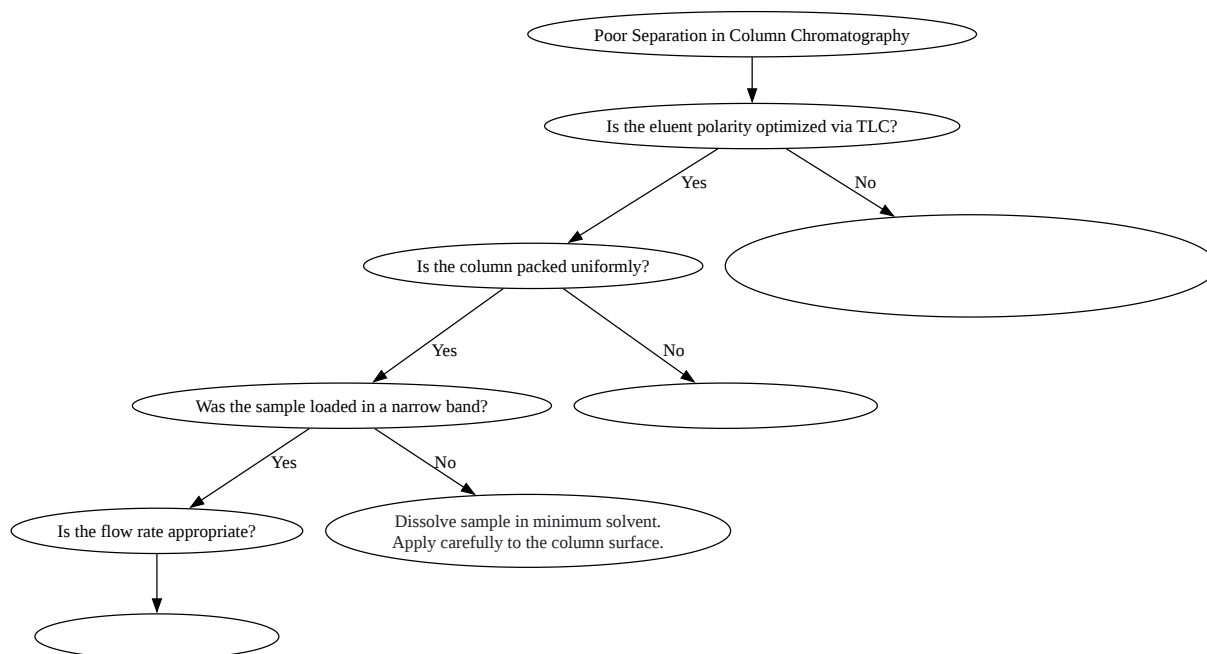 Poor Separation in Column Chromatography
Is the eluent polarity optimized via TLC?
Yes
No
Is the column packed uniformly?
Yes
No
Was the sample loaded in a narrow band?
Yes
No
Is the flow rate appropriate?
Dissolve sample in minimum solvent.
Apply carefully to the column surface.